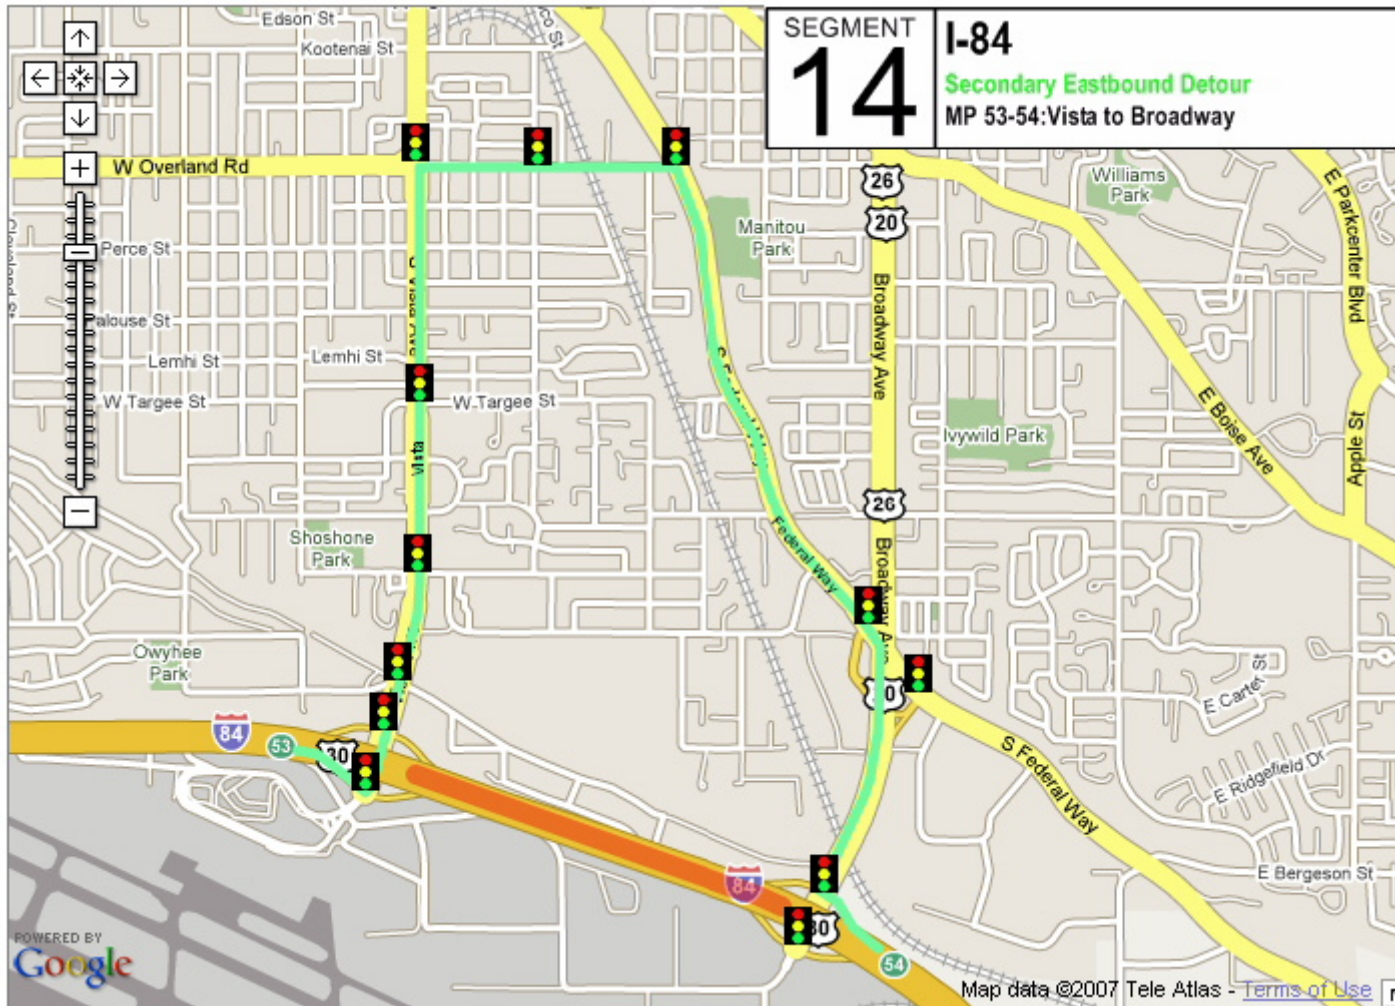 Edson St
Kootenai St
SEGMENT
14
I-84
Secondary Eastbound Detour
MP 53-54:Vista to Broadway
W Overland Rd
26
Williams
Park
E Parkcenter Blvd
20
Manitou
Park
Perce St
Broadway Ave
alouse St
Lemhi St
Lemhi St
W Targee St
W Targee St
E Boise Ave
Apple St
Ivywild Park
Vista
26
Shoshone
Park
Federal Way
Broadway Ave
Owyhee
Park
E Carter St
84
53
30
S Federal Way
E Ridgefield Dr
84
E Bergeson St
30
54
POWERED BY
Google
Map data ©2007 Tele Atlas - Terms of Use